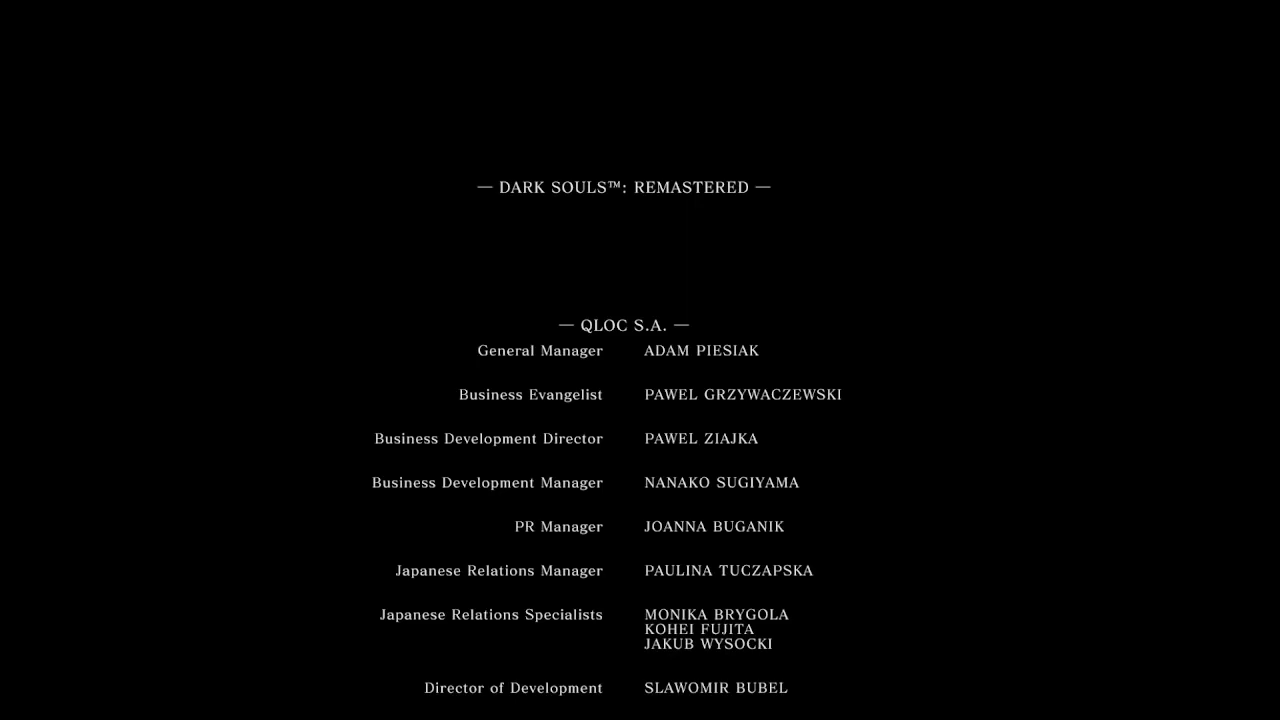 — DARK SOULS™: REMASTERED —
— QLOC S.A. —
General Manager ADAM PIESIAK
Business Evangelist PAWEL GRZYWACZEWSKI
Business Development Director PAWEL ZIAJKA
Business Development Manager NANAKO SUGIYAMA
PR Manager JOANNA BUGANIK
Japanese Relations Manager PAULINA TUCZAPSKA
Japanese Relations Specialists MONIKA BRYGOLA
KOHEI FUJITA
JAKUB WYSOCKI
Director of Development SLAWOMIR BUBEL